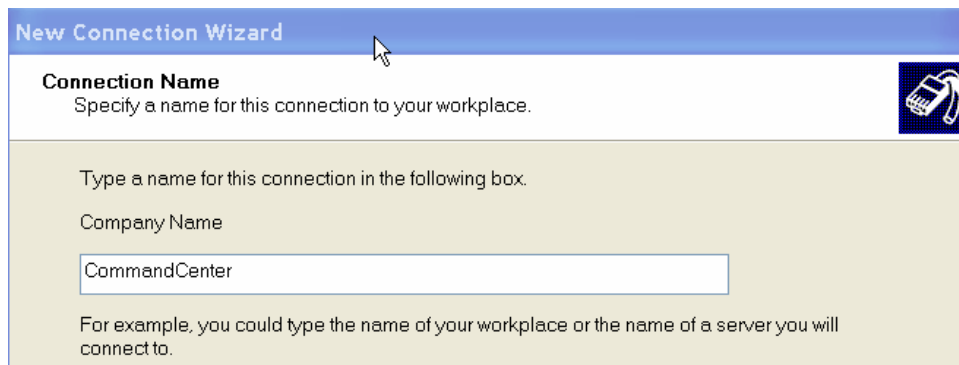 New Connection Wizard
Connection Name
Specify a name for this connection to your workplace.
Type a name for this connection in the following box.
Company Name
CommandCenter
For example, you could type the name of your workplace or the name of a server you will
connect to.